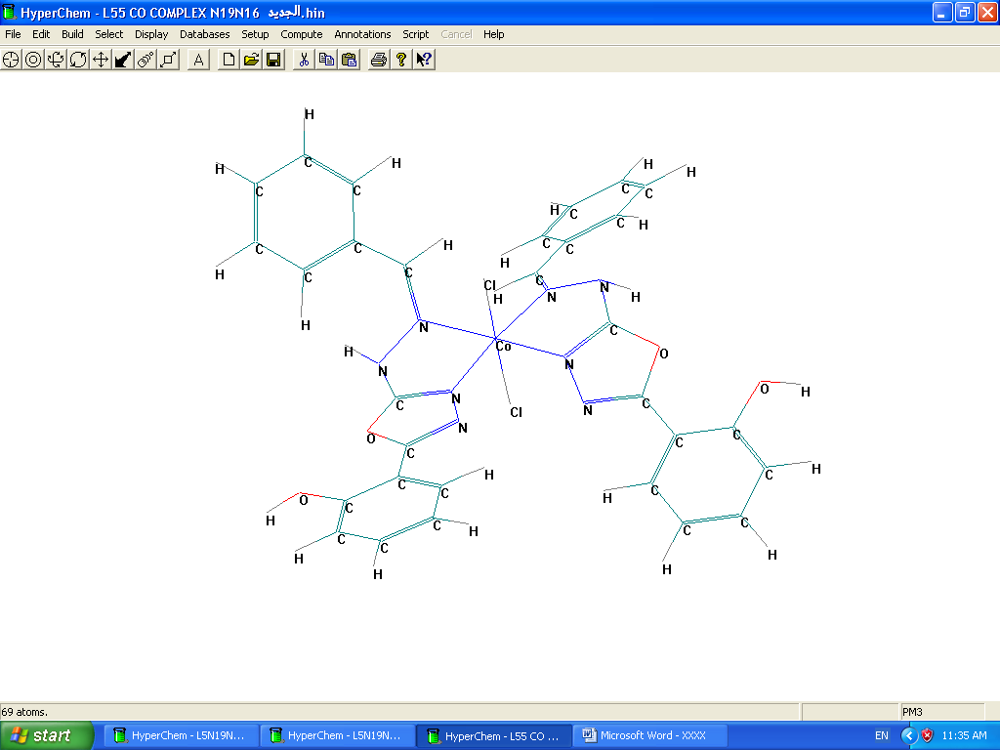 HyperChem - L55 CO COMPLEX N19N16 الجديد.hin
File Edit Build Select Display Databases Setup Compute Annotations Script Cancel Help
A
H
H C H
C C
C C
C H
C
H
H
N
H
N
C N
O N
C
C
C
O C H
H C C H
H C
H
H
H
C C
H C
C H
C C
H
C Cl
H N N H
Co C
N O
Cl N C
O H
C C
C H
H C
C C
H H
69 atoms. PM3
start HyperChem - L5N19N... HyperChem - L5N19N... HyperChem - L55 CO ... Microsoft Word - XXXX EN 11:35 AM